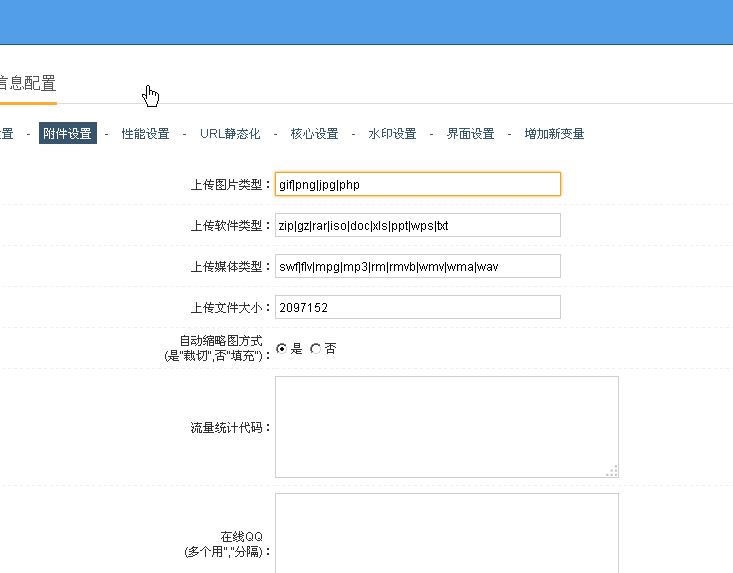 信息配置
置 - 附件设置 - 性能设置 - URL静态化 - 核心设置 - 水印设置 - 界面设置 - 增加新变量
上传图片类型： gif|png|jpg|php
上传软件类型： zip|gz|rar|iso|doc|xls|ppt|wps|txt
上传媒体类型： swf|flv|mpg|mp3|rm|rmvb|wmv|wma|wav
上传文件大小： 2097152
自动缩略图方式
(是"裁切",否"填充")： 是 否
流量统计代码：
在线QQ
(多个用","分隔)：